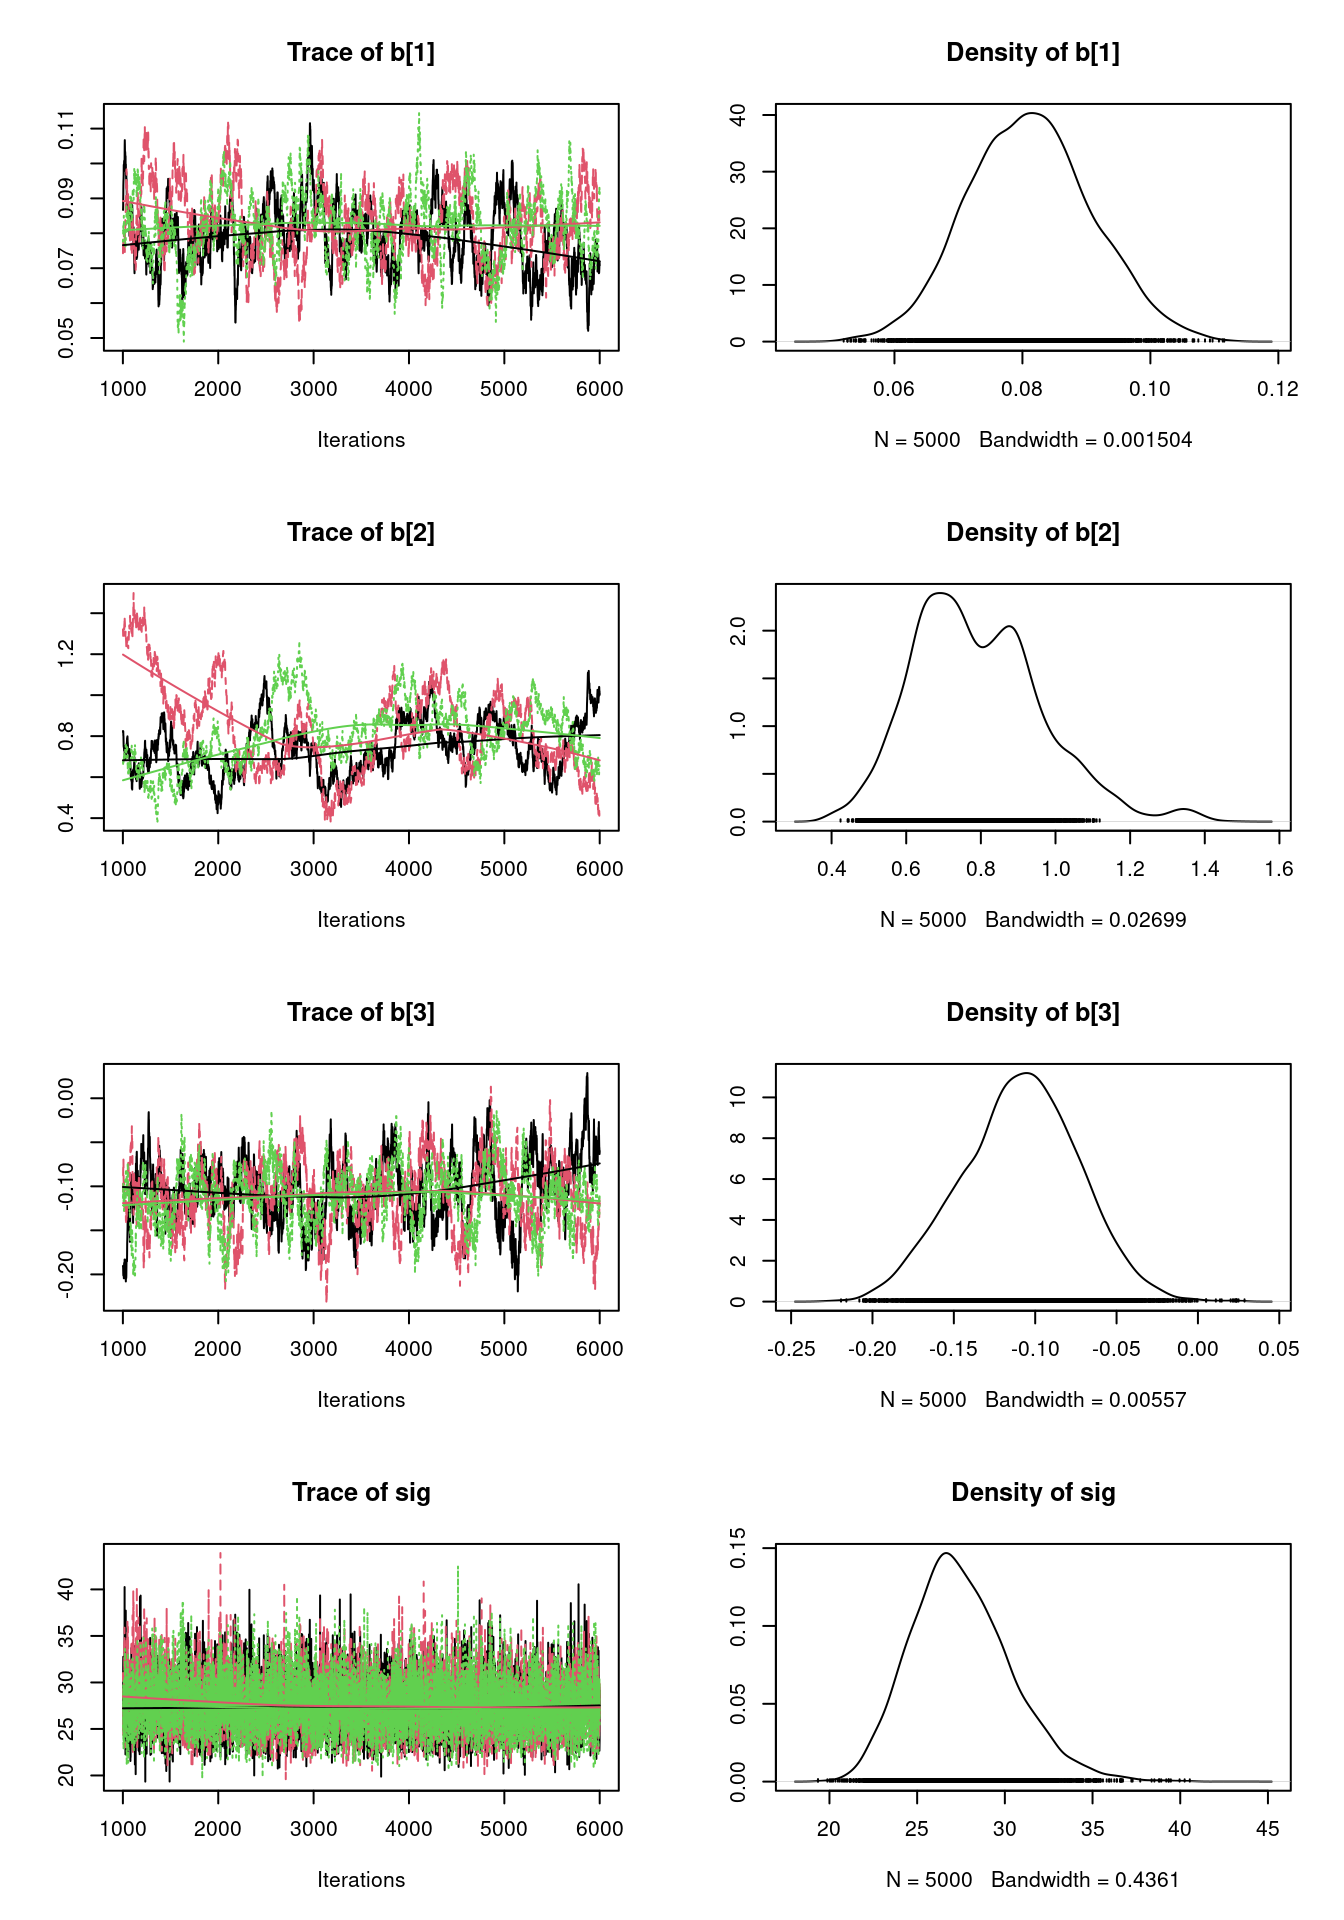 Trace of b[1]
0.05 0.07 0.09 0.11
1000 2000 3000 4000 5000 6000
Iterations
Density of b[1]
0 10 20 30 40
0.06 0.08 0.10 0.12
N = 5000 Bandwidth = 0.001504
Trace of b[2]
0.4 0.8 1.2
1000 2000 3000 4000 5000 6000
Iterations
Density of b[2]
0.0 1.0 2.0
0.4 0.6 0.8 1.0 1.2 1.4 1.6
N = 5000 Bandwidth = 0.02699
Trace of b[3]
-0.20 -0.10 0.00
1000 2000 3000 4000 5000 6000
Iterations
Density of b[3]
0 2 4 6 8 10
-0.25 -0.20 -0.15 -0.10 -0.05 0.00 0.05
N = 5000 Bandwidth = 0.00557
Trace of sig
20 25 30 35 40
1000 2000 3000 4000 5000 6000
Iterations
Density of sig
0.00 0.05 0.10 0.15
20 25 30 35 40 45
N = 5000 Bandwidth = 0.4361